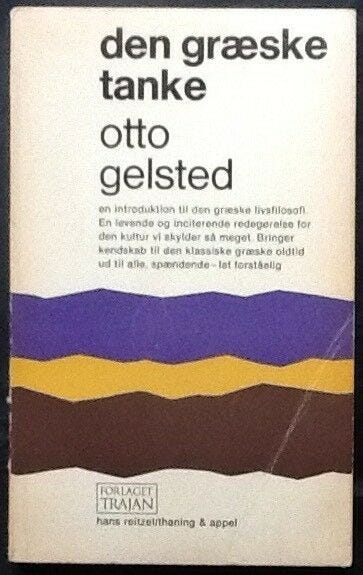 den græske
tanke
otto
gelsted
en introduktion til den græske livsfilosofi.
En levende og inciterende redegørelse for
den kultur vi skylder så meget. Bringer
kendskab til den klassiske græske oldtid
ud til alle, spændende – let forståelig
FORLAGET
TRAJAN
hans reitzel/thaning & appel